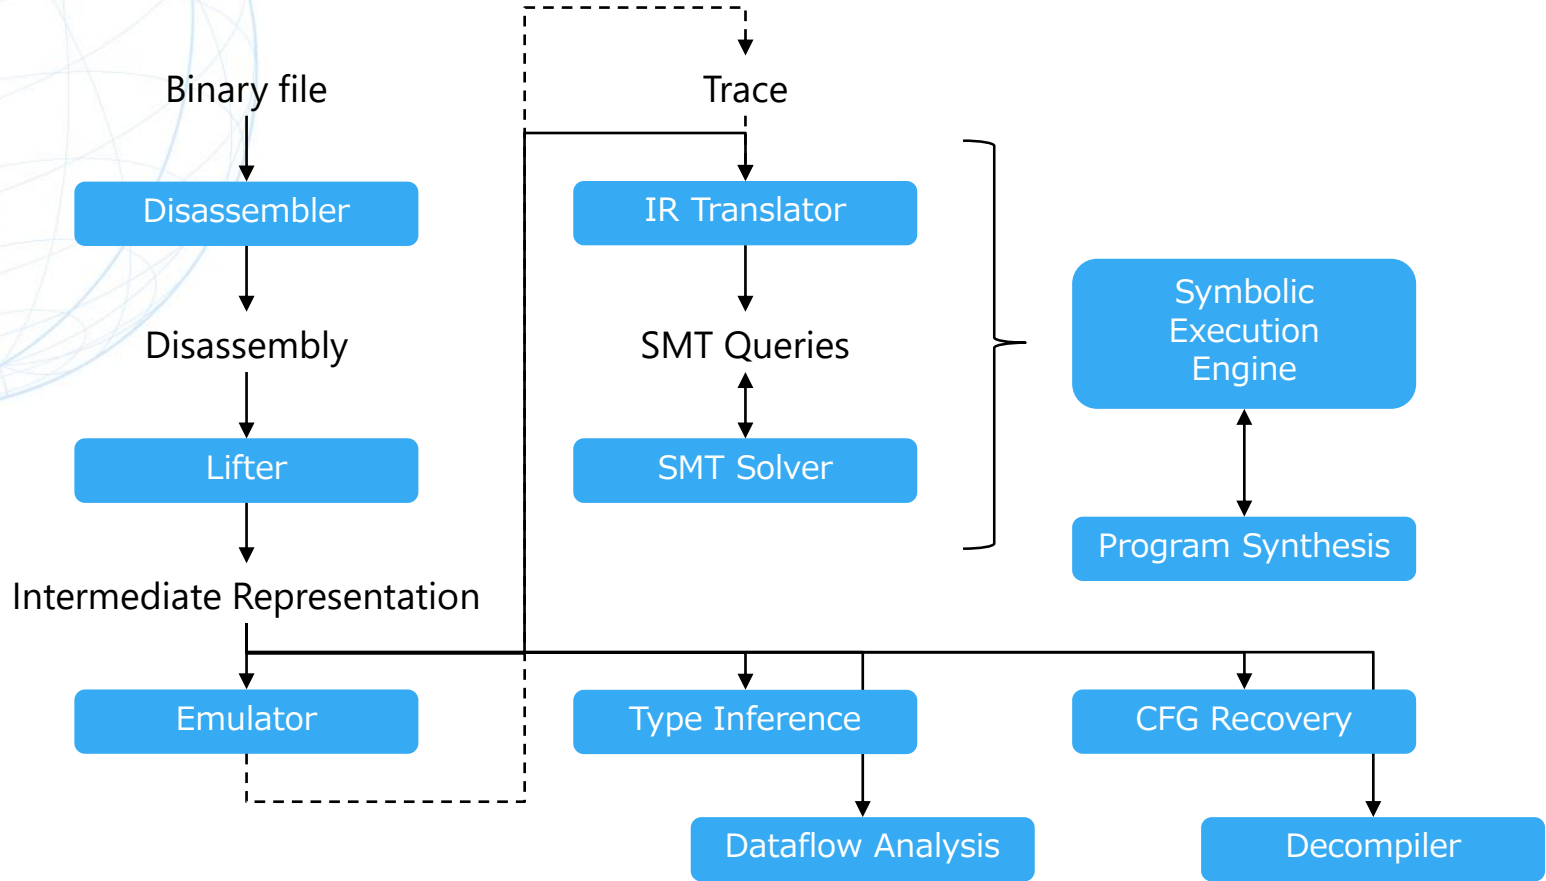 Binary file
Trace
Disassembler
IR Translator
Symbolic
Execution
Engine
Disassembly
SMT Queries
Lifter
SMT Solver
Program Synthesis
Intermediate Representation
Emulator
Type Inference
CFG Recovery
Dataflow Analysis
Decompiler